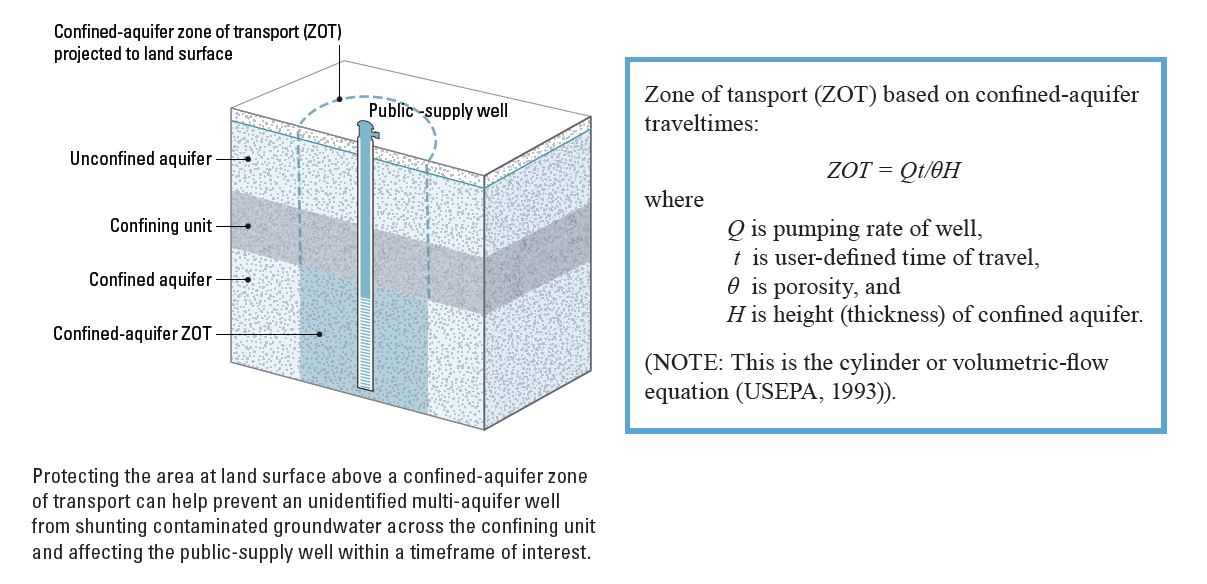 Confined-aquifer zone of transport (ZOT)
projected to land surface
Public -supply well
Unconfined aquifer
Confining unit
Confined aquifer
Confined-aquifer ZOT
Protecting the area at land surface above a confined-aquifer zone
of transport can help prevent an unidentified multi-aquifer well
from shunting contaminated groundwater across the confining unit
and affecting the public-supply well within a timeframe of interest.
Zone of tansport (ZOT) based on confined-aquifer
traveltimes:
ZOT = Qt/θH
where
Q is pumping rate of well,
t is user-defined time of travel,
θ is porosity, and
H is height (thickness) of confined aquifer.
(NOTE: This is the cylinder or volumetric-flow
equation (USEPA, 1993)).